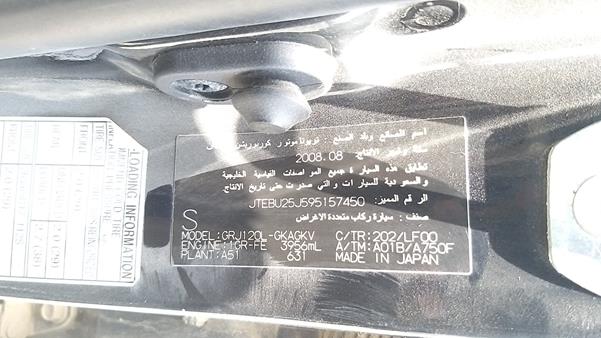 اسم الصانع وبلد الصنع : تويوتا موتور كوربوريشن
سنة وشهر الانتاج : 2008.08
تطابق هذه السيارة جميع المواصفات القياسية الخليجية
والسعودية للسيارات والتي صدرت حتى تاريخ الانتاج
الرقم المميز: JTEBU25J595157450
صنف : سيارة ركاب متعددة الاغراض
S
MODEL:GRJ120L-GKAGKV C/TR:202/LF00
ENGINE:1GR-FE 3956mL A/TM:A01B/A750F
PLANT:A51 631 MADE IN JAPAN
LOADING INFORMATION